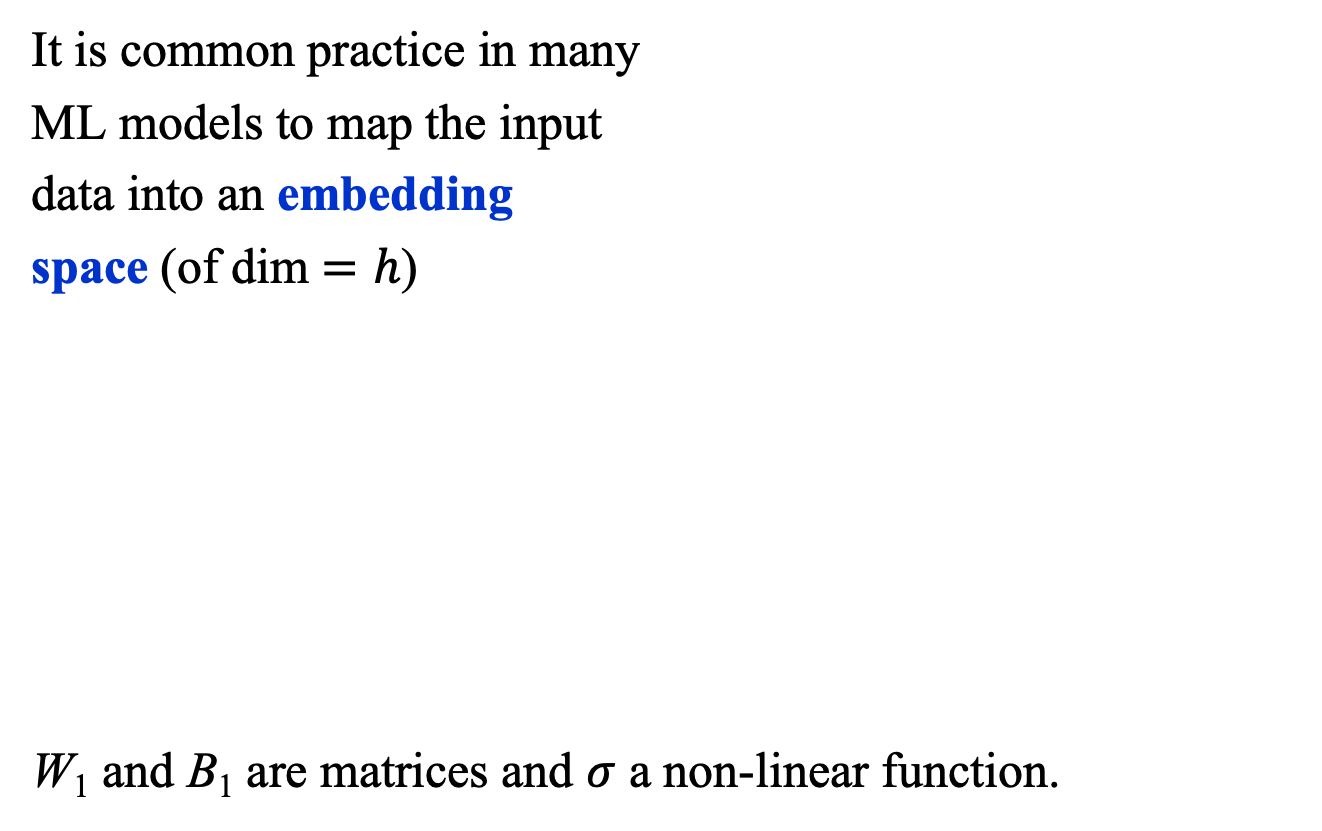 It is common practice in many
ML models to map the input
data into an embedding
space (of dim = h)
W₁ and B₁ are matrices and σ a non-linear function.